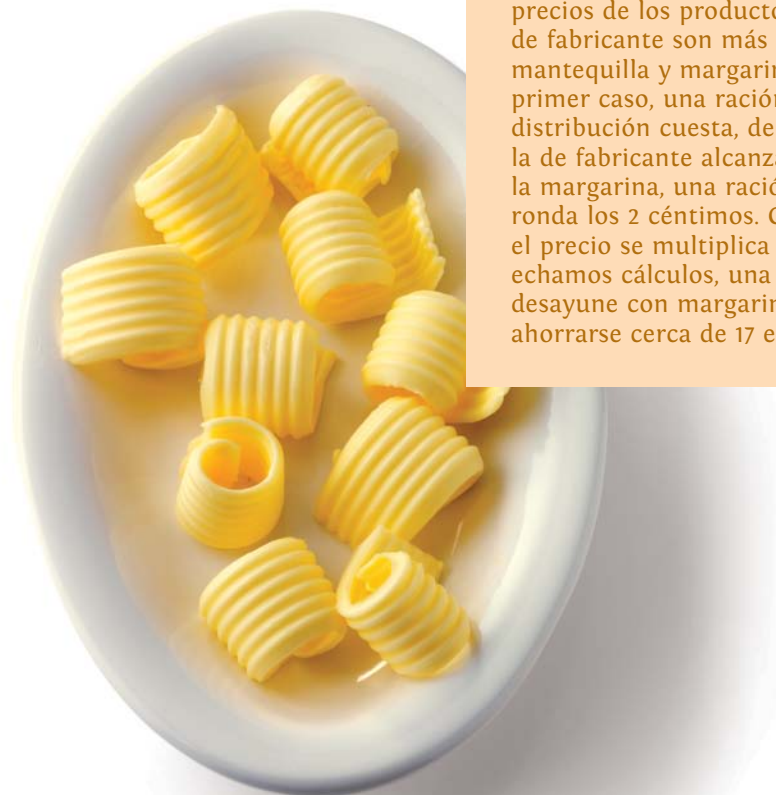 precios de los producto
de fabricante son más
mantequilla y margarin
primer caso, una ración
distribución cuesta, de
la de fabricante alcanza
la margarina, una ració
ronda los 2 céntimos. C
el precio se multiplica
echamos cálculos, una
desayune con margarin
ahorrarse cerca de 17 e